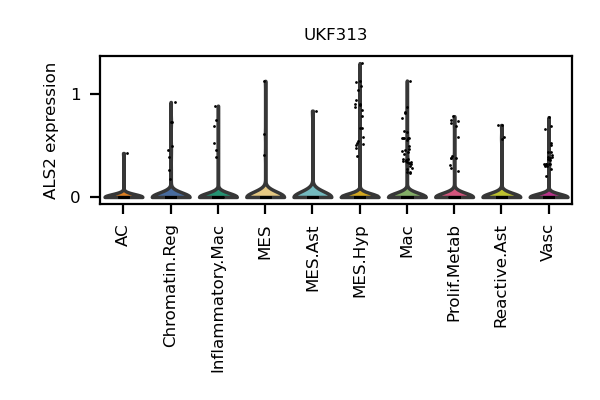 UKF313
ALS2 expression
1
0
AC
Chromatin.Reg
Inflammatory.Mac
MES
MES.Ast
MES.Hyp
Mac
Prolif.Metab
Reactive.Ast
Vasc